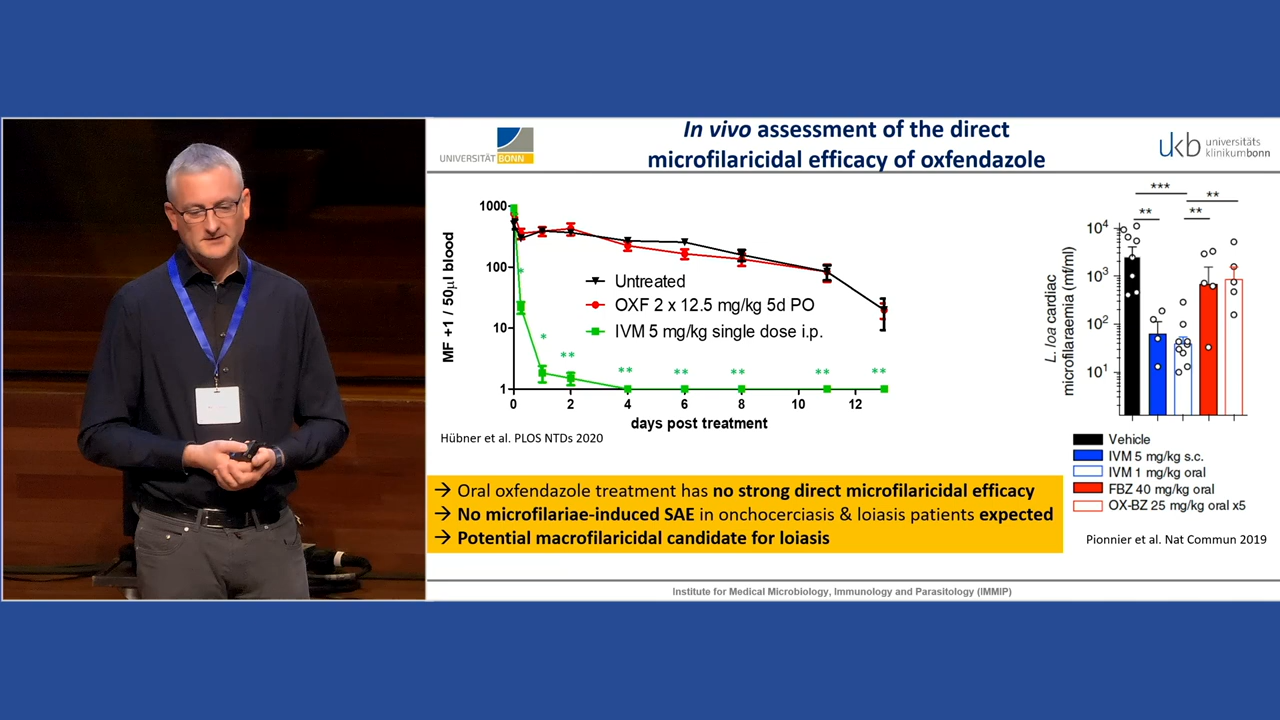 In vivo assessment of the direct
microfilaricidal efficacy of oxfendazole
UNIVERSITÄT BONN
ukb universitäts
klinikumbonn
MF +1 / 50µl blood
1000
100
10
1
0
2
4
6
8
10
12
days post treatment
Untreated
OXF 2 x 12.5 mg/kg 5d PO
IVM 5 mg/kg single dose i.p.
*
*
**
**
**
**
**
**
Hübner et al. PLOS NTDs 2020
***
**
**
**
L. loa cardiac
microfilaraemia (mf/ml)
10⁴
10³
10²
10¹
Vehicle
IVM 5 mg/kg s.c.
IVM 1 mg/kg oral
FBZ 40 mg/kg oral
OX-BZ 25 mg/kg oral x5
Pionnier et al. Nat Commun 2019
→ Oral oxfendazole treatment has no strong direct microfilaricidal efficacy
→ No microfilariae-induced SAE in onchocerciasis & loiasis patients expected
→ Potential macrofilaricidal candidate for loiasis
Institute for Medical Microbiology, Immunology and Parasitology (IMMIP)